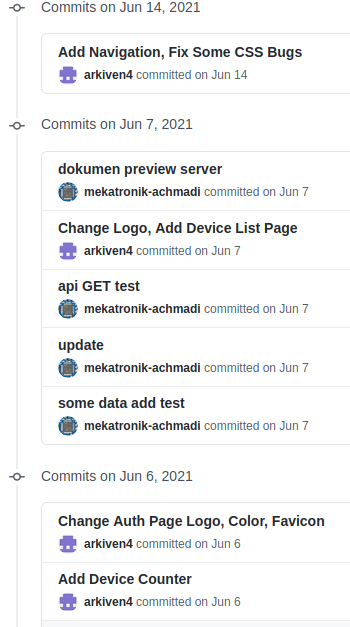 Commits on Jun 14, 2021
Add Navigation, Fix Some CSS Bugs
arkiven4 committed on Jun 14
Commits on Jun 7, 2021
dokumen preview server
mekatronik-achmadi committed on Jun 7
Change Logo, Add Device List Page
arkiven4 committed on Jun 7
api GET test
mekatronik-achmadi committed on Jun 7
update
mekatronik-achmadi committed on Jun 7
some data add test
mekatronik-achmadi committed on Jun 7
Commits on Jun 6, 2021
Change Auth Page Logo, Color, Favicon
arkiven4 committed on Jun 6
Add Device Counter
arkiven4 committed on Jun 6